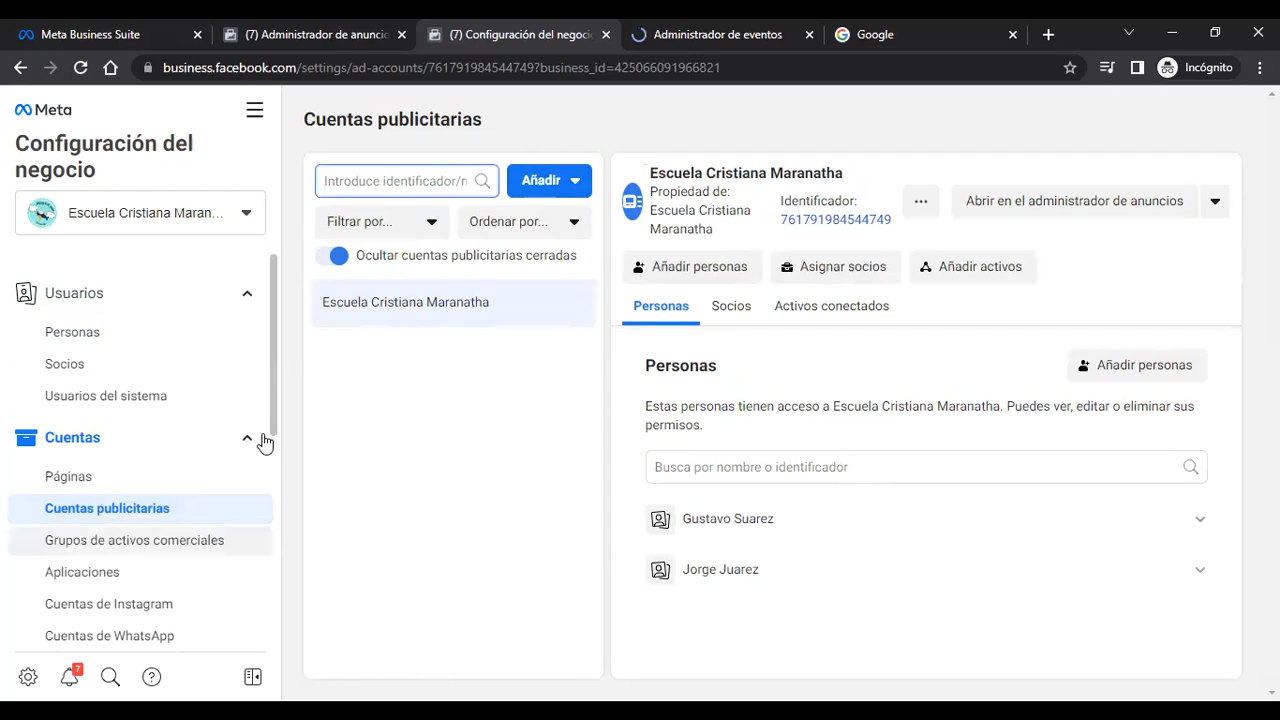 Meta Business Suite
(7) Administrador de anuncio
(7) Configuración del negocio
Administrador de eventos
Google
business.facebook.com/settings/ad-accounts/761791984544749?business_id=425066091966821
Incógnito
Meta
Configuración del
negocio
Escuela Cristiana Maran...
Usuarios
Personas
Socios
Usuarios del sistema
Cuentas
Páginas
Cuentas publicitarias
Grupos de activos comerciales
Aplicaciones
Cuentas de Instagram
Cuentas de WhatsApp
7
Cuentas publicitarias
Introduce identificador/n
Añadir
Filtrar por...
Ordenar por...
Ocultar cuentas publicitarias cerradas
Escuela Cristiana Maranatha
Escuela Cristiana Maranatha
Propiedad de:
Escuela Cristiana
Maranatha
Identificador:
761791984544749
...
Abrir en el administrador de anuncios
Añadir personas
Asignar socios
Añadir activos
Personas
Socios
Activos conectados
Personas
Añadir personas
Estas personas tienen acceso a Escuela Cristiana Maranatha. Puedes ver, editar o eliminar sus
permisos.
Busca por nombre o identificador
Gustavo Suarez
Jorge Juarez